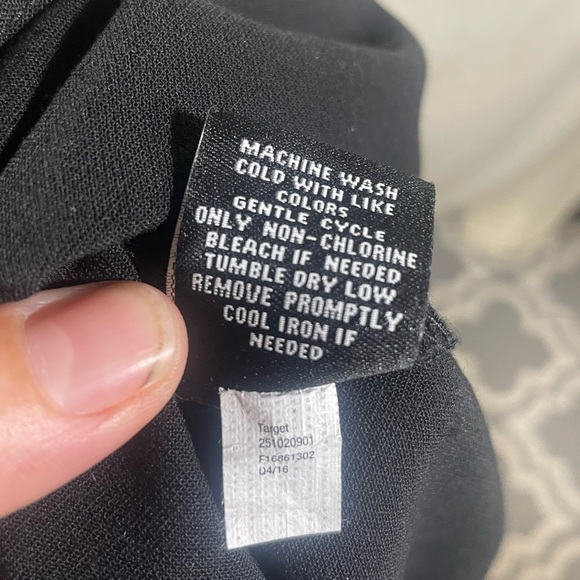 MACHINE WASH
COLD WITH LIKE
COLORS
GENTLE CYCLE
ONLY NON-CHLORINE
BLEACH IF NEEDED
TUMBLE DRY LOW
REMOVE PROMPTLY
COOL IRON IF
NEEDED
Target
251020901
F16861302
D4/16